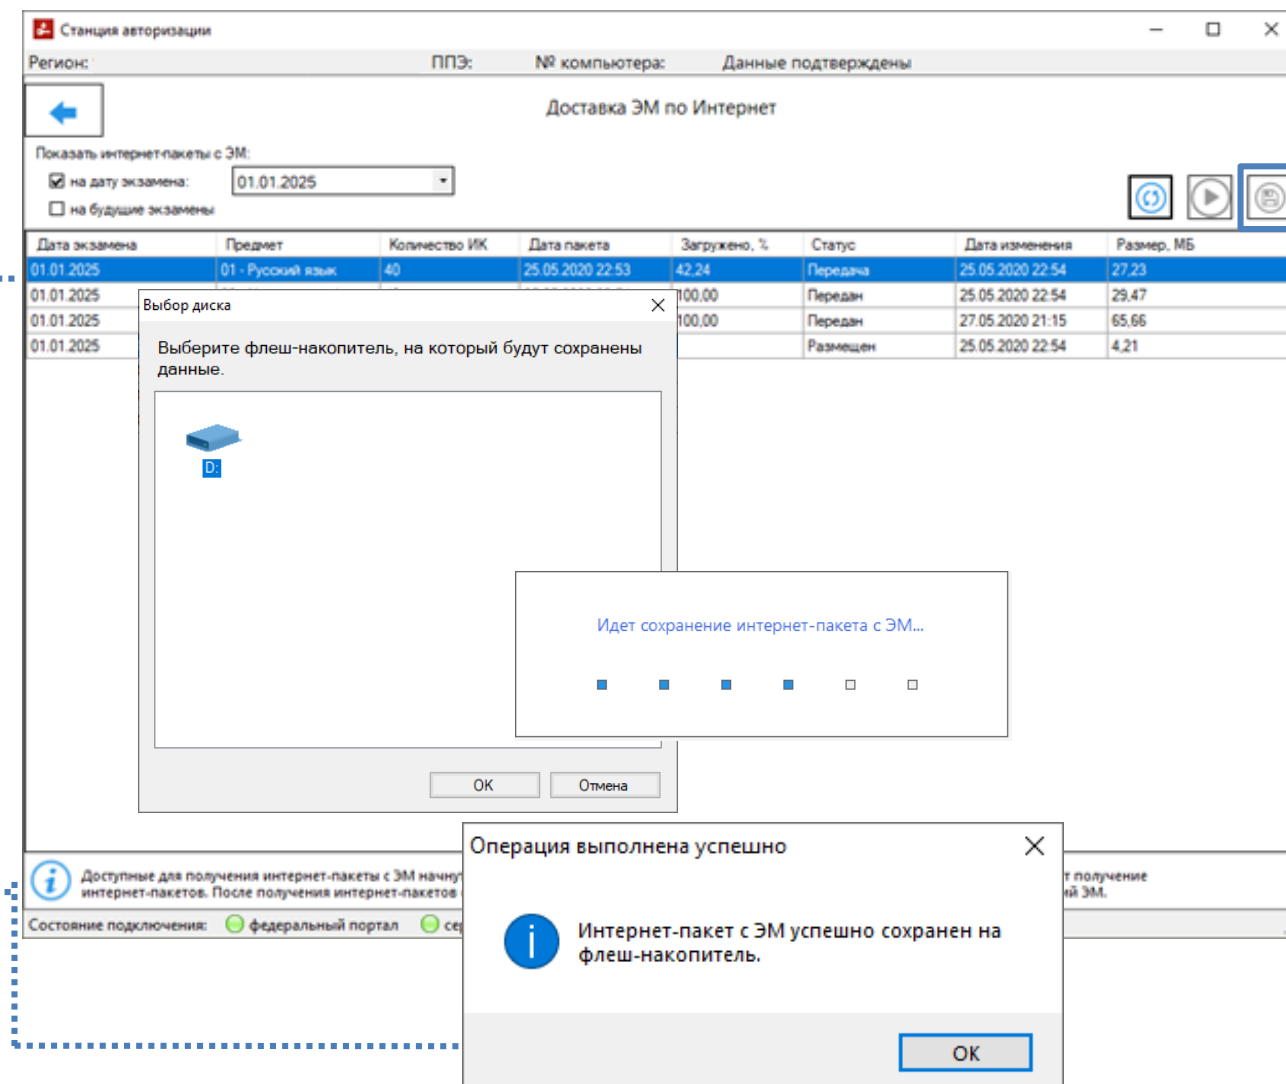 Станция авторизации
Регион: ППЭ: № компьютера: Данные подтверждены
Доставка ЭМ по Интернет
Показать интернет-пакеты с ЭМ:
на дату экзамена: 01.01.2025
на будущие экзамены
Дата экзамена Предмет Количество ИК Дата пакета Загружено, % Статус Дата изменения Размер, МБ
01.01.2025 01 - Русский язык 40 25.05.2020 22:53 42,24 Передача 25.05.2020 22:54 27,23
01.01.2025 100,00 Передан 25.05.2020 22:54 29,47
01.01.2025 100,00 Передан 27.05.2020 21:15 65,66
01.01.2025 Размещен 25.05.2020 22:54 4,21
Выбор диска
Выберите флеш-накопитель, на который будут сохранены
данные.
D:
Идет сохранение интернет-пакета с ЭМ...
OK Отмена
Операция выполнена успешно
Интернет-пакет с ЭМ успешно сохранен на
флеш-накопитель.
OK
Доступные для получения интернет-пакеты с ЭМ начну т получение
интернет-пакетов. После получения интернет-пакетов ий ЭМ.
Состояние подключения: федеральный портал сер